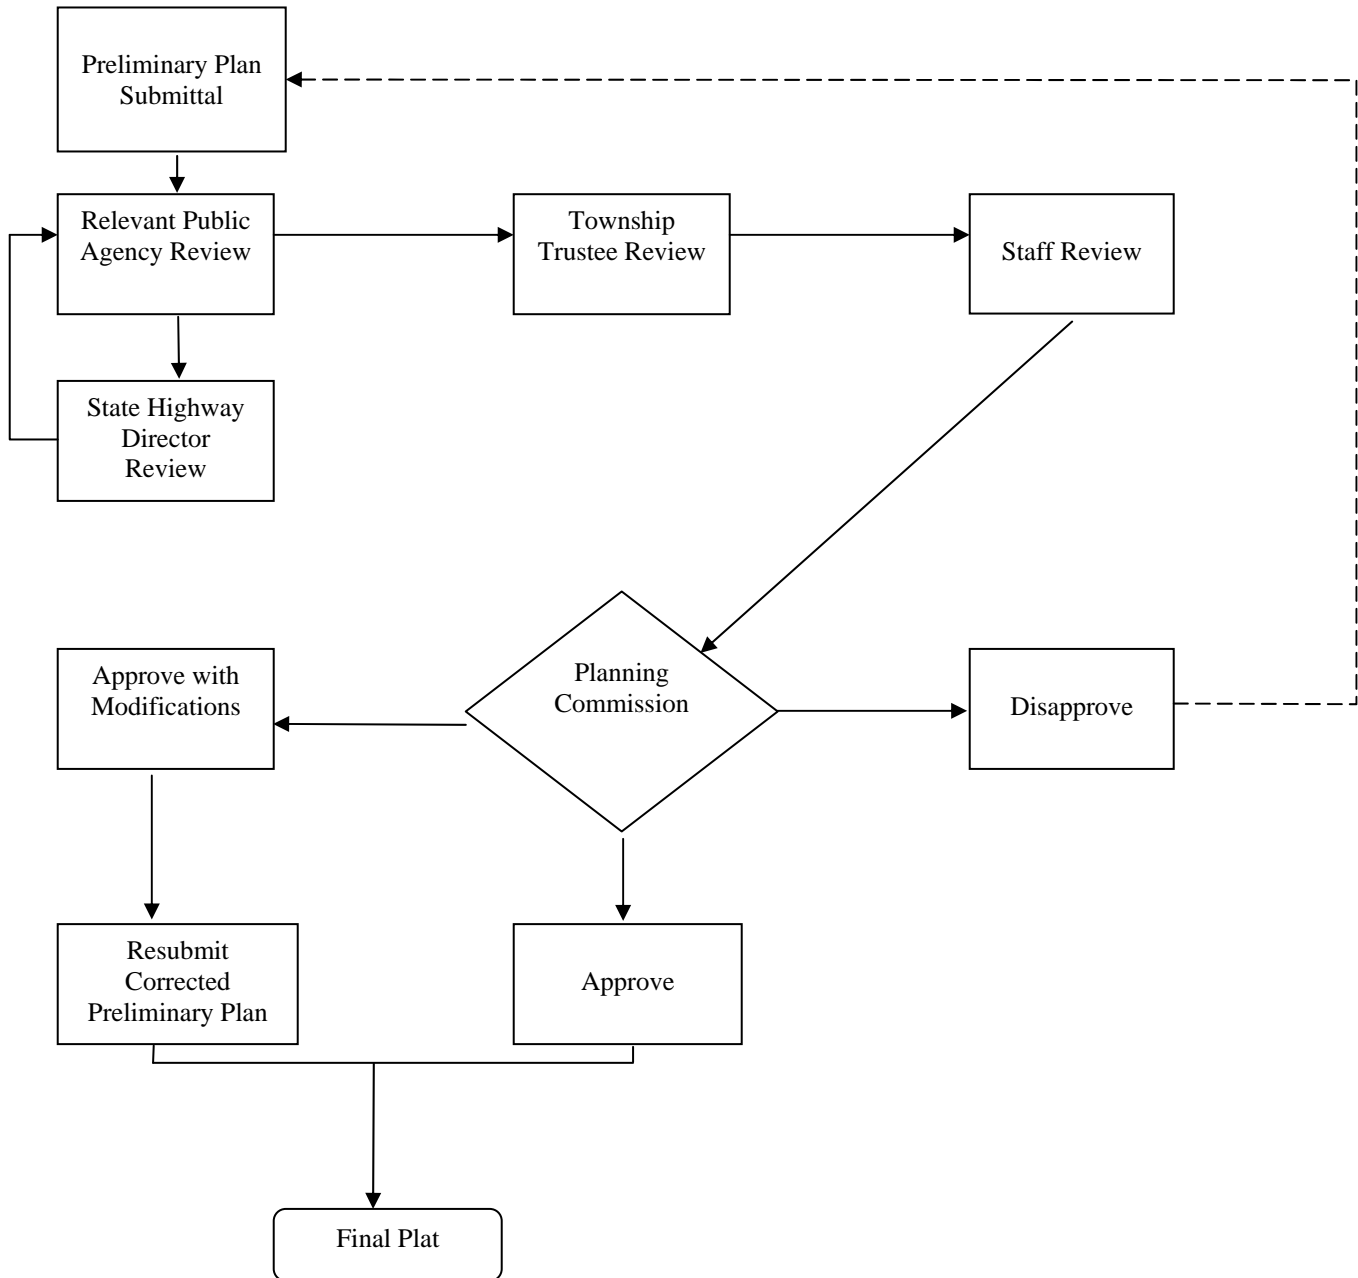 Preliminary Plan
Submittal
Relevant Public
Agency Review
Township
Trustee Review
Staff Review
State Highway
Director
Review
Approve with
Modifications
Planning
Commission
Disapprove
Resubmit
Corrected
Preliminary Plan
Approve
Final Plat